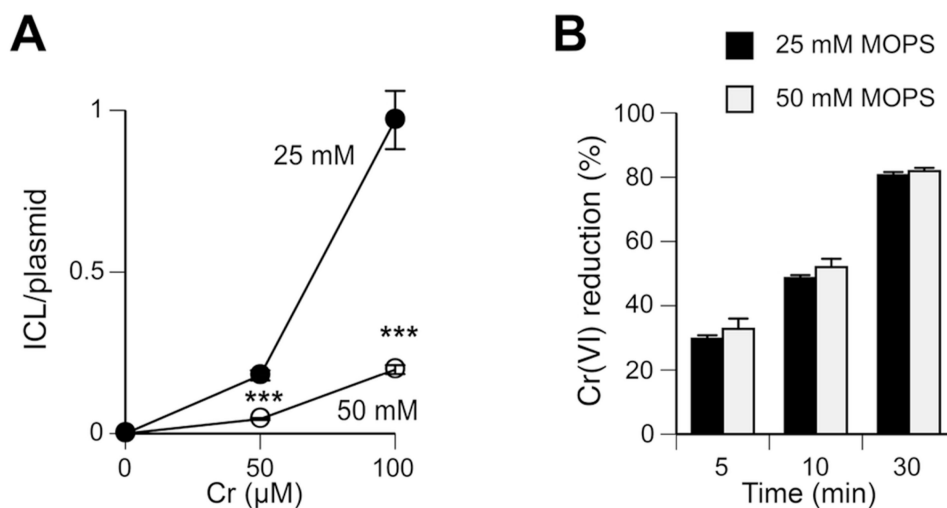 A
ICL/plasmid
1
0.5
0
25 mM
***
***
50 mM
0 50 100
Cr (µM)
B
25 mM MOPS
50 mM MOPS
Cr(VI) reduction (%)
100
80
60
40
20
0
5 10 30
Time (min)